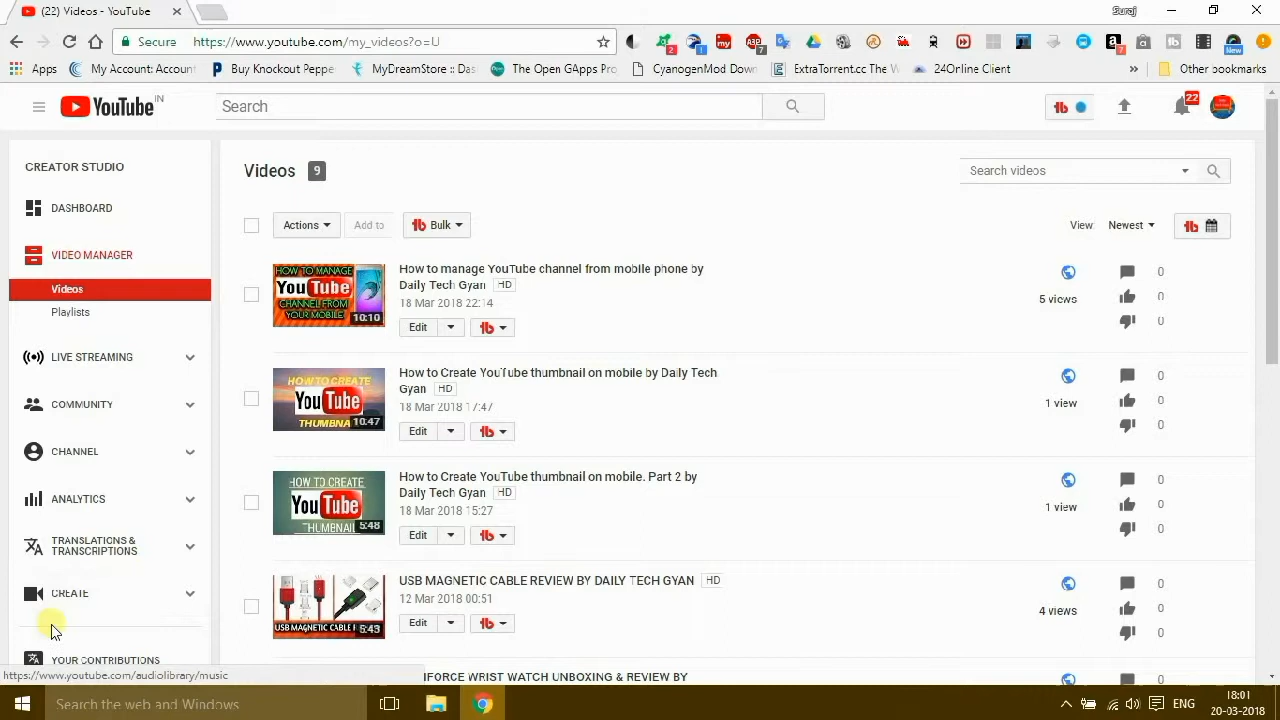 (22) Videos - YouTube
Suraj
Secure
https://www.youtube.com/my_videos?o=U
Apps
My Account: Account
Buy Knockout Peppe
MyDreamStore :: Das
The Open GApps Proj
CyanogenMod Down
ExtraTorrent.cc The W
24Online Client
»
Other bookmarks
YouTube IN
Search
22
CREATOR STUDIO
DASHBOARD
VIDEO MANAGER
Videos
Playlists
LIVE STREAMING
COMMUNITY
CHANNEL
ANALYTICS
TRANSLATIONS &
TRANSCRIPTIONS
CREATE
YOUR CONTRIBUTIONS
https://www.youtube.com/audiolibrary/music
Videos 9
Search videos
Actions
Add to
Bulk
View:
Newest
HOW TO MANAGE
YouTube
CHANNEL FROM
YOUR MOBILE
10:10
How to manage YouTube channel from mobile phone by
Daily Tech Gyan HD
18 Mar 2018 22:14
Edit
5 views
0
0
0
HOW TO CREATE
YouTube
THUMBNA
10:47
How to Create YouTube thumbnail on mobile by Daily Tech
Gyan HD
18 Mar 2018 17:47
Edit
1 view
0
0
0
HOW TO CREATE
YouTube
THUMBNAIL
5:48
How to Create YouTube thumbnail on mobile. Part 2 by
Daily Tech Gyan HD
18 Mar 2018 15:27
Edit
1 view
0
0
0
USB MAGNETIC CABLE
5:43
USB MAGNETIC CABLE REVIEW BY DAILY TECH GYAN HD
12 Mar 2018 00:51
Edit
4 views
0
0
0
IFORCE WRIST WATCH UNBOXING & REVIEW BY
0
Search the web and Windows
ENG
18:01
20-03-2018